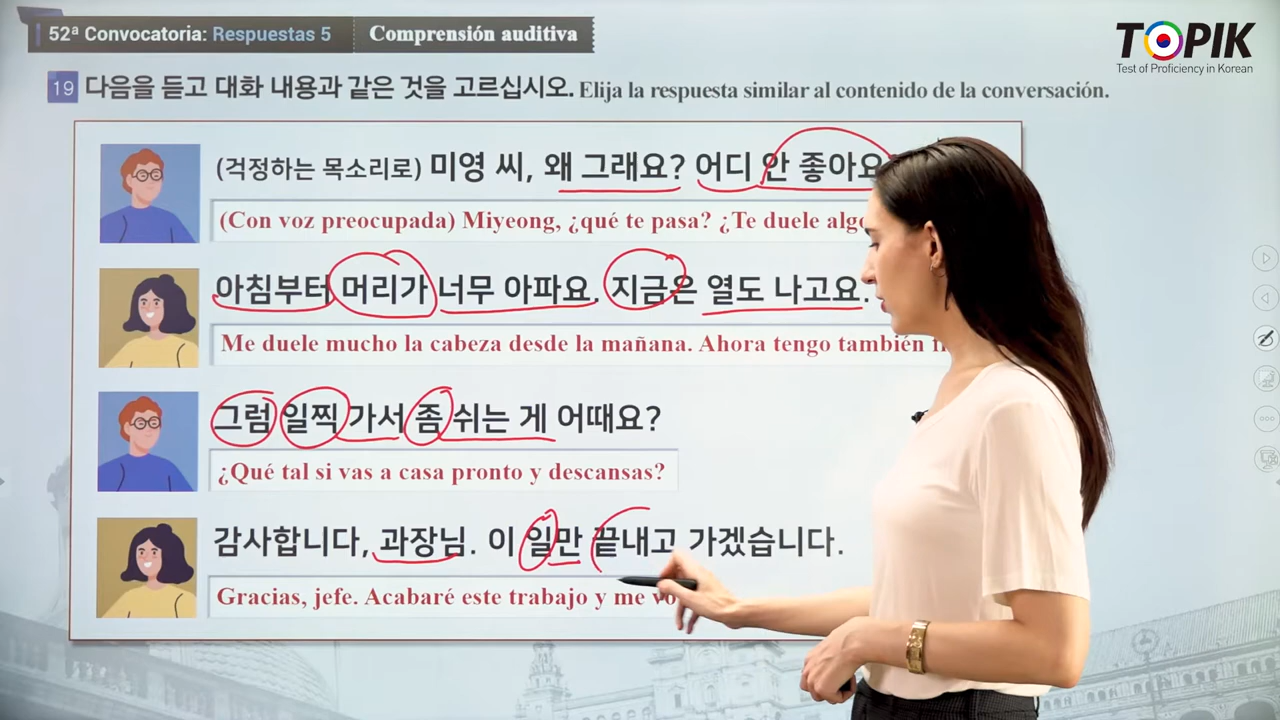 52ª Convocatoria: Respuestas 5 Comprensión auditiva
TOPIK
Test of Proficiency in Korean
19 다음을 듣고 대화 내용과 같은 것을 고르십시오. Elija la respuesta similar al contenido de la conversación.
(걱정하는 목소리로) 미영 씨, 왜 그래요? 어디 안 좋아요
(Con voz preocupada) Miyeong, ¿qué te pasa? ¿Te duele algo
아침부터 머리가 너무 아파요. 지금은 열도 나고요.
Me duele mucho la cabeza desde la mañana. Ahora tengo también
그럼 일찍 가서 좀 쉬는 게 어때요?
¿Qué tal si vas a casa pronto y descansas?
감사합니다, 과장님. 이 일만 끝내고 가겠습니다.
Gracias, jefe. Acabaré este trabajo y me